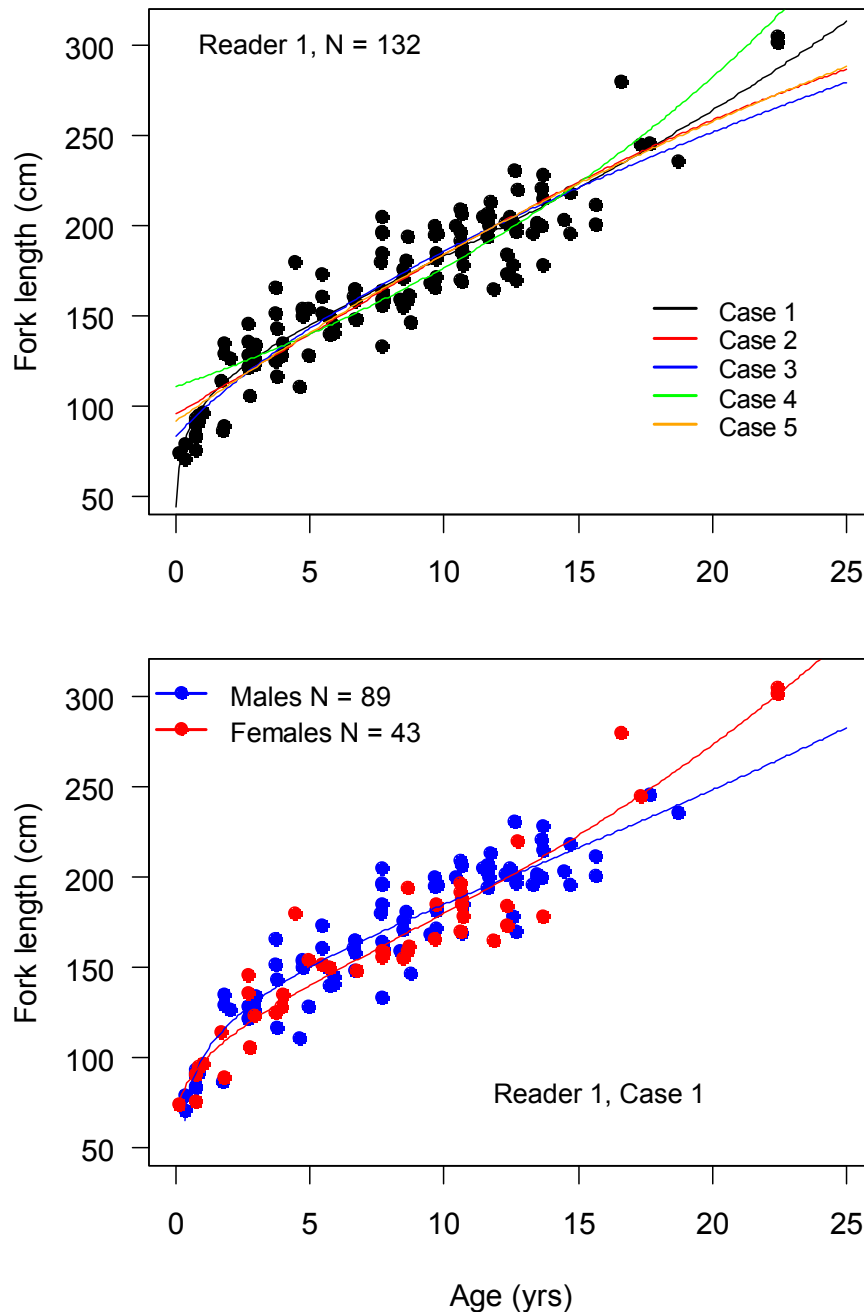 Reader 1, N = 132
300
250
200
150
100
50
Fork length (cm)
Case 1
Case 2
Case 3
Case 4
Case 5
0 5 10 15 20 25
Males N = 89
Females N = 43
300
250
200
150
100
50
Fork length (cm)
Reader 1, Case 1
0 5 10 15 20 25
Age (yrs)